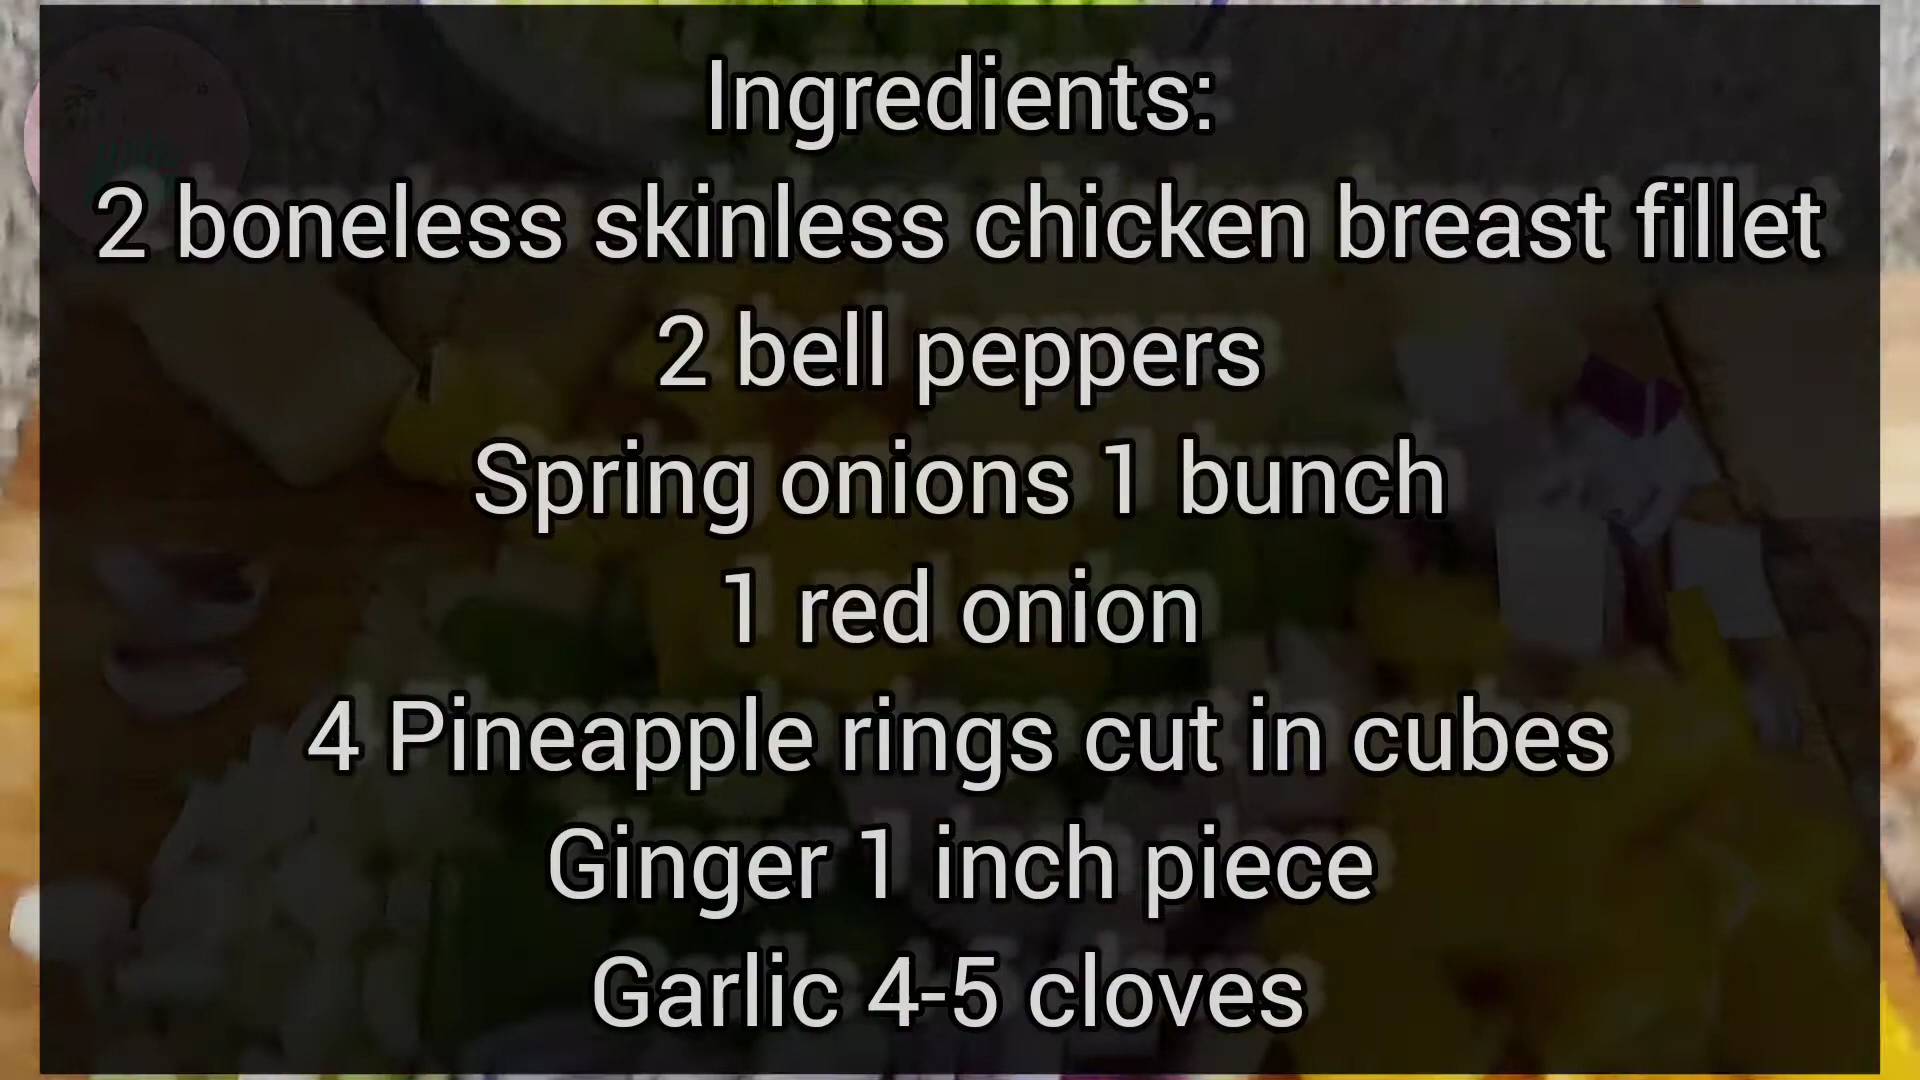 Ingredients:
2 boneless skinless chicken breast fillet
2 bell peppers
Spring onions 1 bunch
1 red onion
4 Pineapple rings cut in cubes
Ginger 1 inch piece
Garlic 4-5 cloves